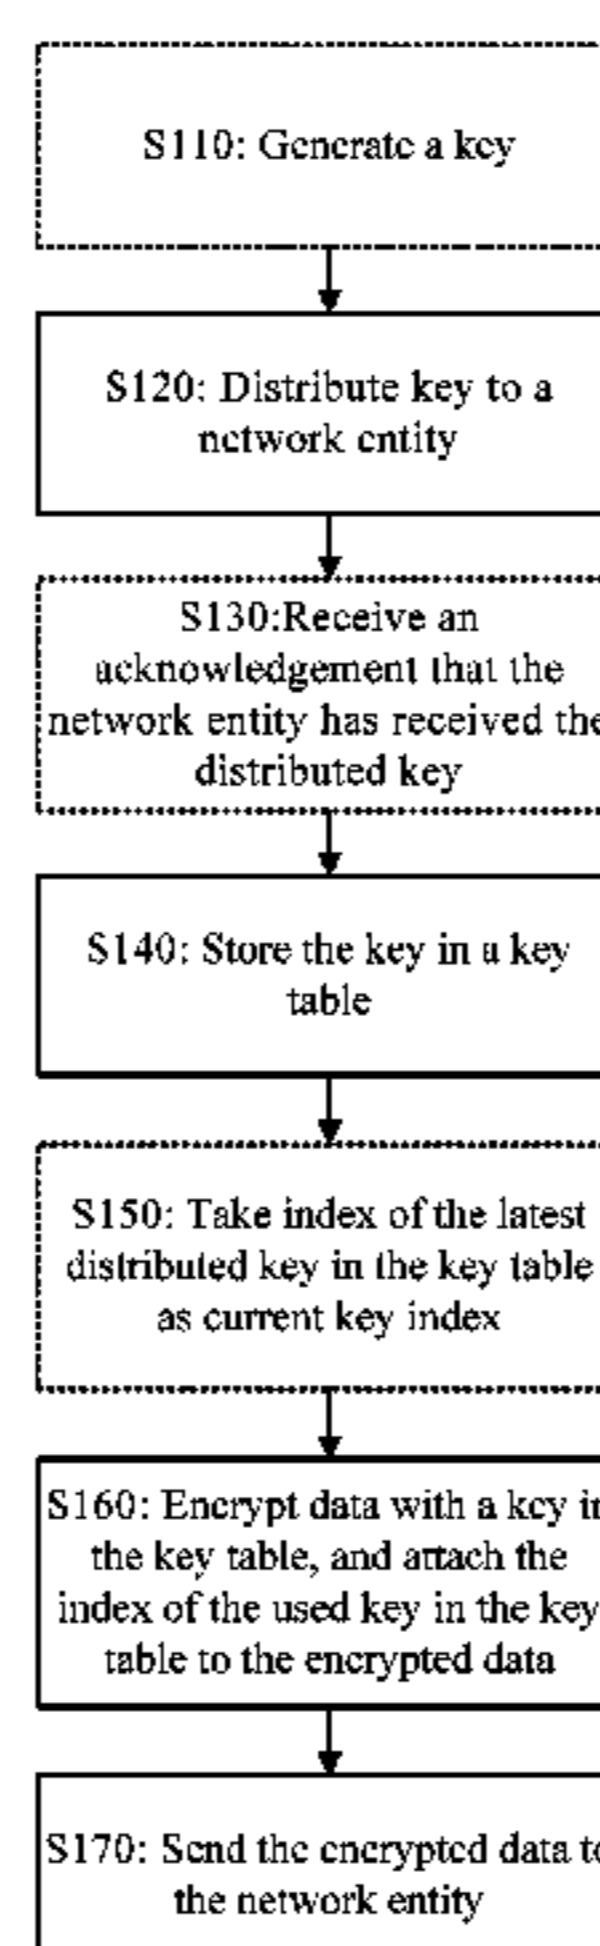 S110: Generate a key
S120: Distribute key to a
network entity
S130:Receive an
acknowledgement that the
network entity has received the
distributed key
S140: Store the key in a key
table
S150: Take index of the latest
distributed key in the key table
as current key index
S160: Encrypt data with a key in
the key table, and attach the
index of the used key in the key
table to the encrypted data
S170: Send the encrypted data to
the network entity